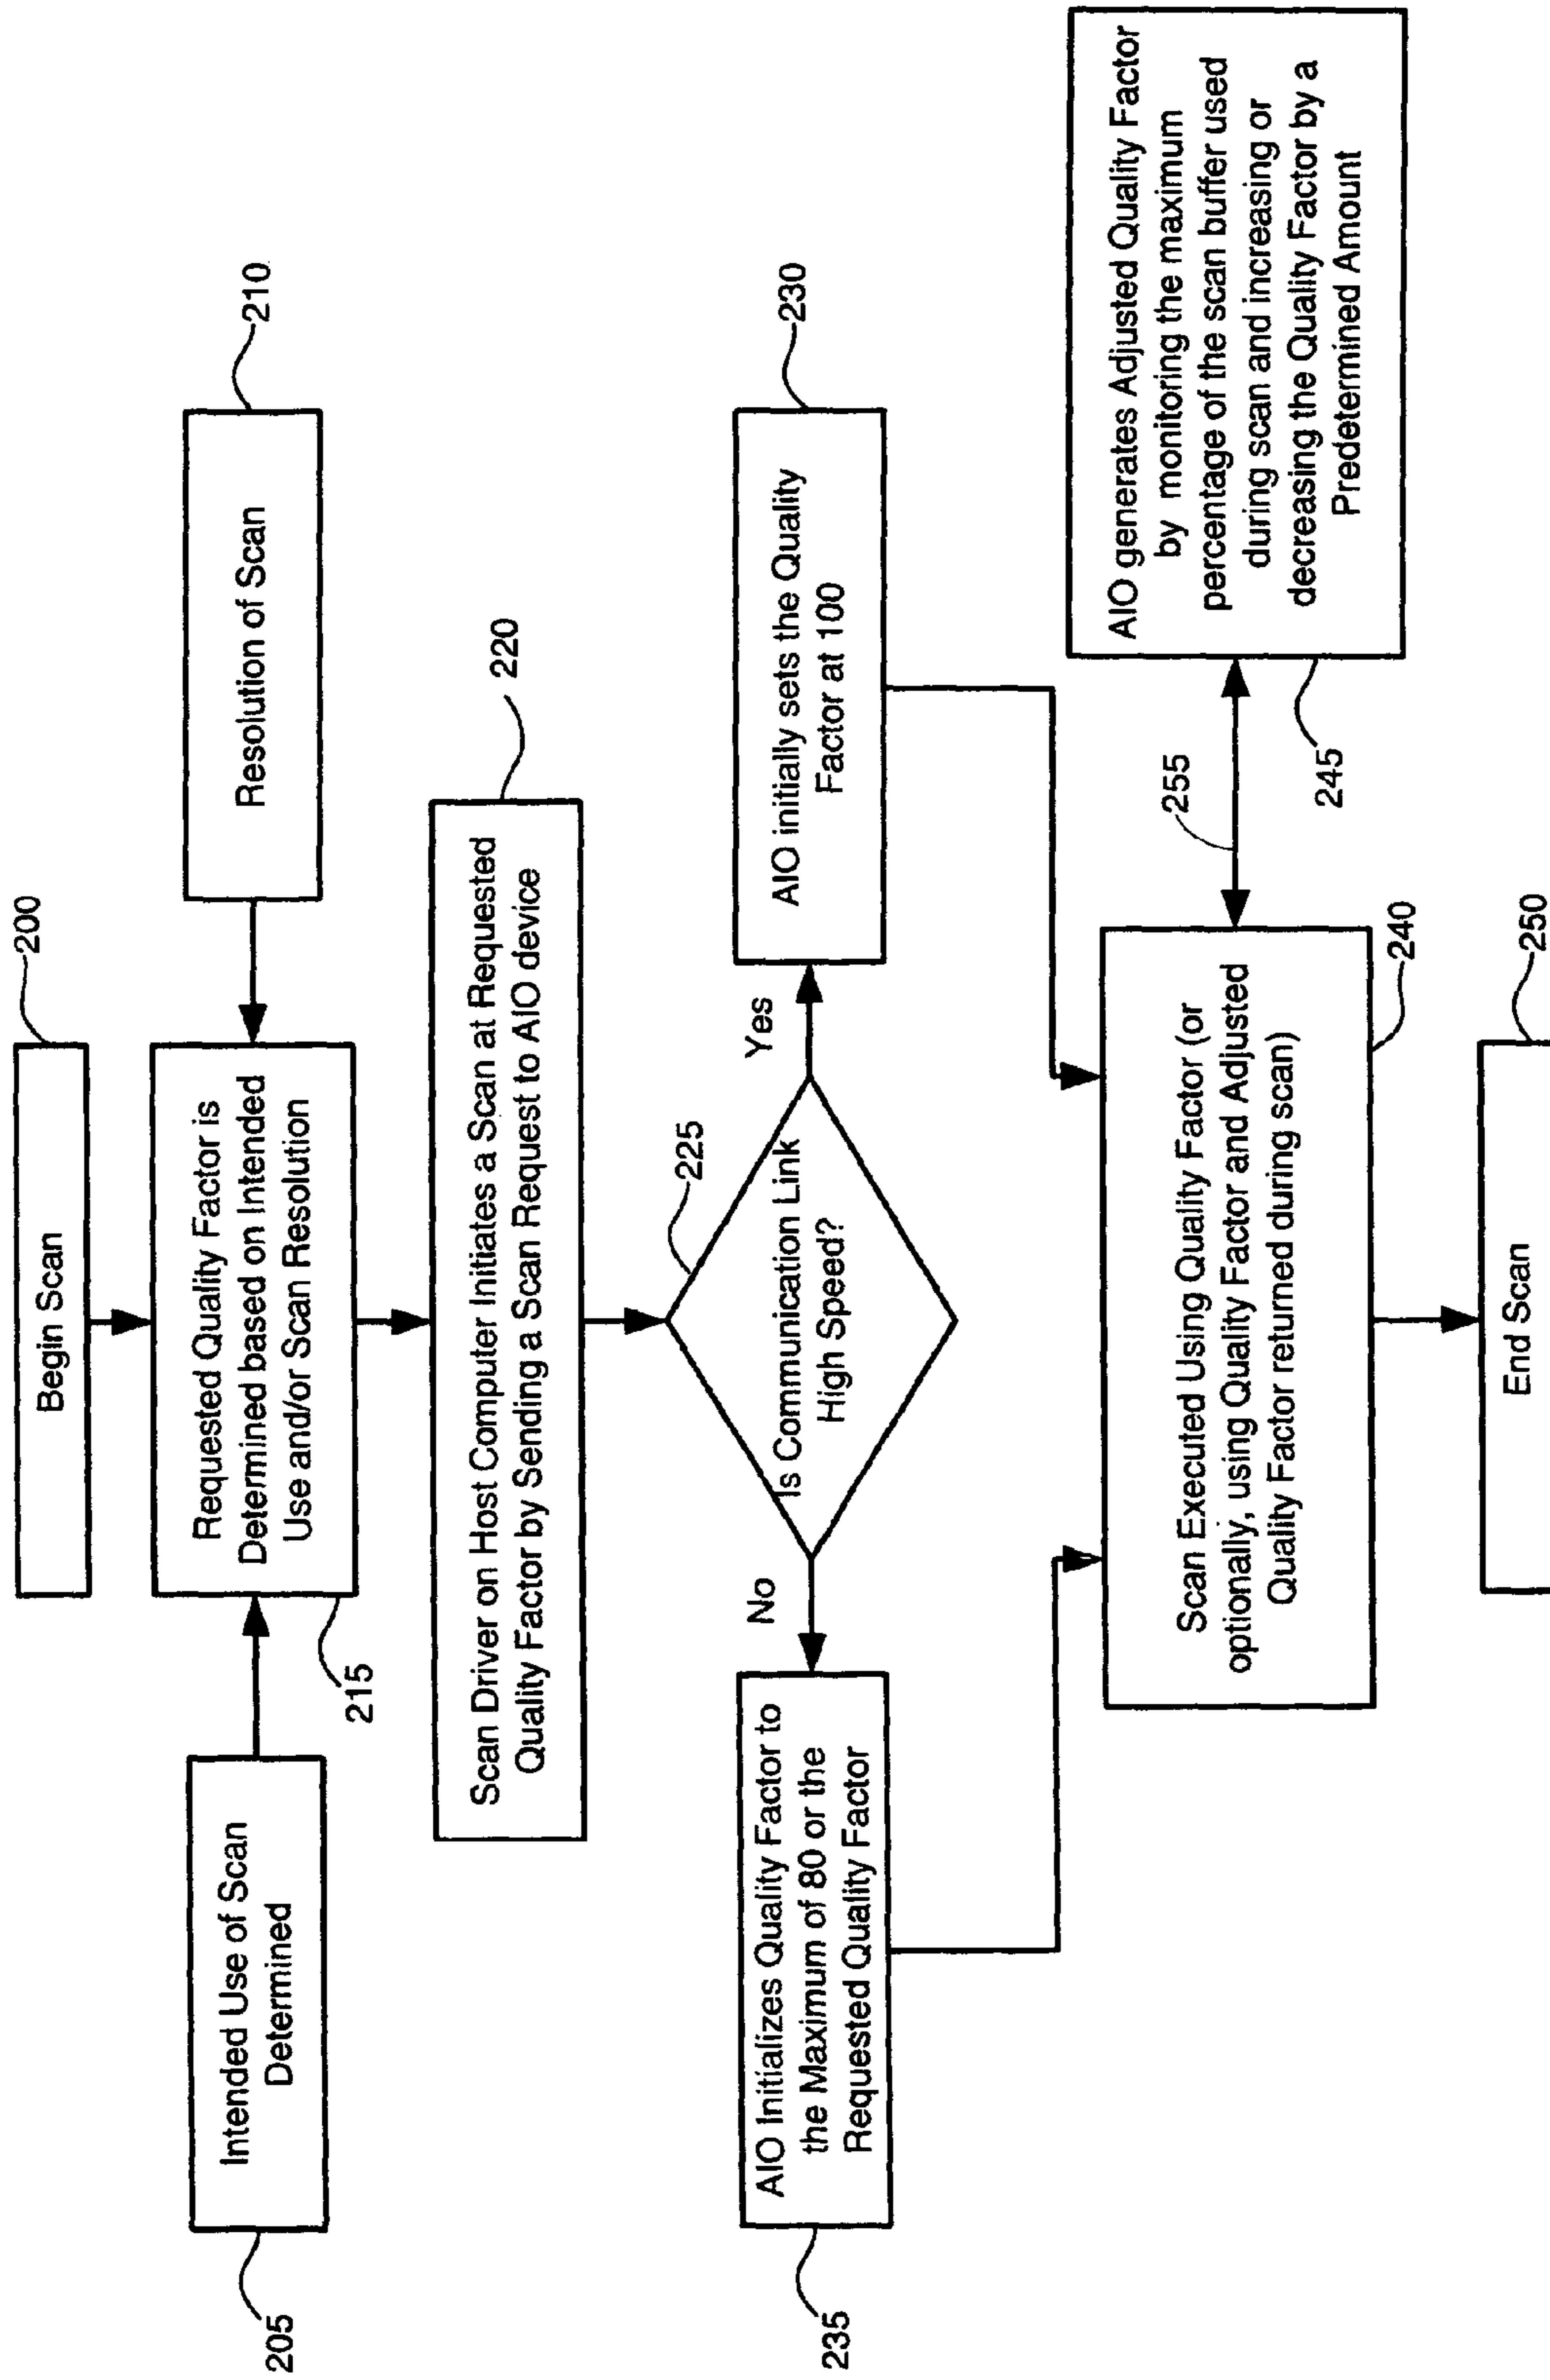 Begin Scan
200
Intended Use of Scan
Determined
205
Requested Quality Factor is
Determined based on Intended
Use and/or Scan Resolution
215
Resolution of Scan
210
Scan Driver on Host Computer Initiates a Scan at Requested
Quality Factor by Sending a Scan Request to AIO device
220
Is Communication Link
High Speed?
225
No
Yes
AIO Initializes Quality Factor to
the Maximum of 80 or the
Requested Quality Factor
235
AIO initially sets the Quality
Factor at 100
230
Scan Executed Using Quality Factor (or
optionally, using Quality Factor and Adjusted
Quality Factor returned during scan)
240
255
AIO generates Adjusted Quality Factor
by monitoring the maximum
percentage of the scan buffer used
during scan and increasing or
decreasing the Quality Factor by a
Predetermined Amount
245
End Scan
250